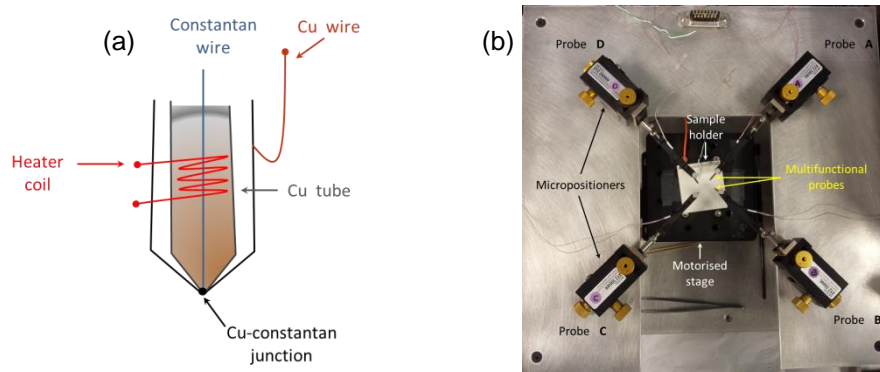 (a)
Constantan
wire
Cu wire
Heater
coil
Cu tube
Cu-constantan
junction
(b)
Probe D
Probe A
Sample
holder
Micropositioners
Multifunctional
probes
Motorised
stage
C
Probe C
Probe B